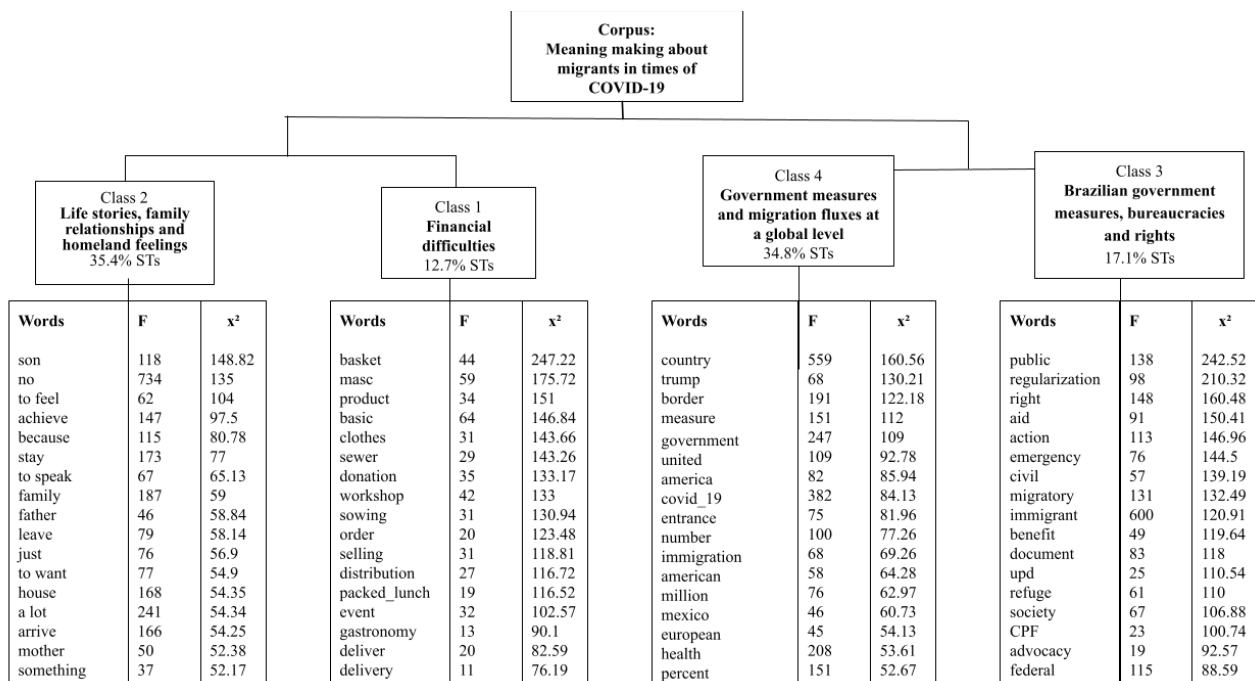 Corpus:
Meaning making about
migrants in times of
COVID-19
Class 2
Life stories, family
relationships and
homeland feelings
35.4% STs
Class 1
Financial
difficulties
12.7% STs
Class 4
Government measures
and migration fluxes at
a global level
34.8% STs
Class 3
Brazilian government
measures, bureaucracies
and rights
17.1% STs
Words F x²
son 118 148.82
no 734 135
to feel 62 104
achieve 147 97.5
because 115 80.78
stay 173 77
to speak 67 65.13
family 187 59
father 46 58.84
leave 79 58.14
just 76 56.9
to want 77 54.9
house 168 54.35
a lot 241 54.34
arrive 166 54.25
mother 50 52.38
something 37 52.17
Words F x²
basket 44 247.22
masc 59 175.72
product 34 151
basic 64 146.84
clothes 31 143.66
sewer 29 143.26
donation 35 133.17
workshop 42 133
sowing 31 130.94
order 20 123.48
selling 31 118.81
distribution 27 116.72
packed_lunch 19 116.52
event 32 102.57
gastronomy 13 90.1
deliver 20 82.59
delivery 11 76.19
Words F x²
country 559 160.56
trump 68 130.21
border 191 122.18
measure 151 112
government 247 109
united 109 92.78
america 82 85.94
covid_19 382 84.13
entrance 75 81.96
number 100 77.26
immigration 68 69.26
american 58 64.28
million 76 62.97
mexico 46 60.73
european 45 54.13
health 208 53.61
percent 151 52.67
Words F x²
public 138 242.52
regularization 98 210.32
right 148 160.48
aid 91 150.41
action 113 146.96
emergency 76 144.5
civil 57 139.19
migratory 131 132.49
immigrant 600 120.91
benefit 49 119.64
document 83 118
upd 25 110.54
refuge 61 110
society 67 106.88
CPF 23 100.74
advocacy 19 92.57
federal 115 88.59